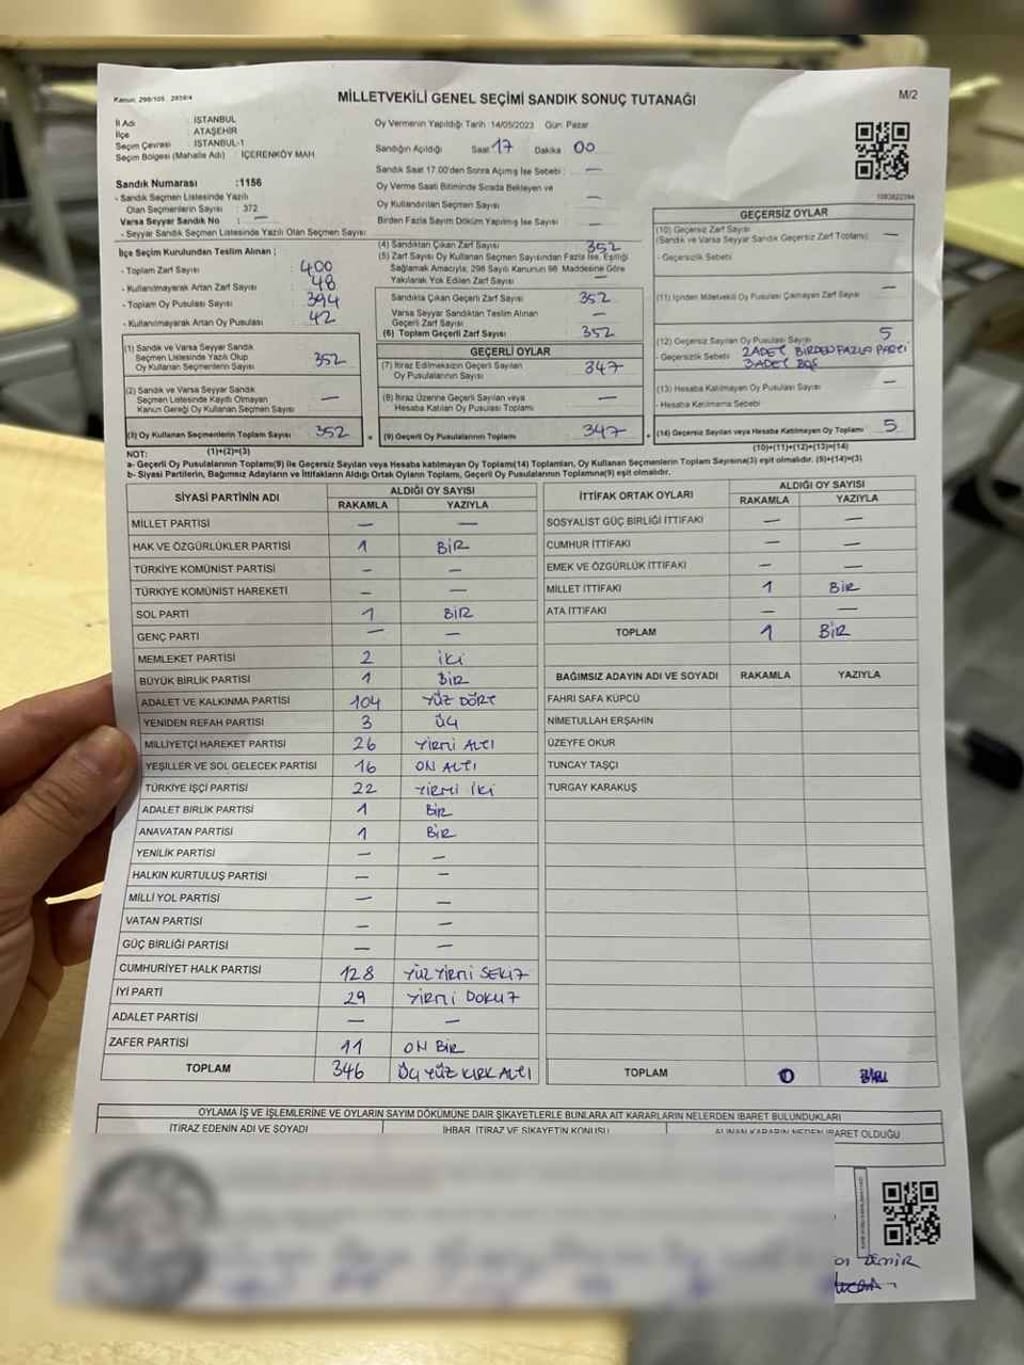 Kanun: 298/105 2839/4
MİLLETVEKİLİ GENEL SEÇİMİ SANDIK SONUÇ TUTANAĞI
M/2
İl Adı : İSTANBUL
İlçe : ATAŞEHİR
Seçim Çevresi : İSTANBUL-1
Seçim Bölgesi (Mahalle Adı) : İÇERENKÖY MAH
Oy Vermenin Yapıldığı Tarih :14/05/2023 Gün: Pazar
Sandığın Açıldığı Saat 17 Dakika 00
Sandık Saat 17.00'den Sonra Açımış İse Sebebi : —
Oy Verme Saati Bitiminde Sırada Bekleyen ve
Oy Kullandırılan Seçmen Sayısı : —
Birden Fazla Sayım Döküm Yapılmış İse Sayısı : —
Sandık Numarası :1156
- Sandık Seçmen Listesinde Yazılı
Olan Seçmenlerin Sayısı : 372
Varsa Seyyar Sandık No : —
- Seyyar Sandık Seçmen Listesinde Yazılı Olan Seçmen Sayısı:
İlçe Seçim Kurulundan Teslim Alınan ;
- Toplam Zarf Sayısı : 400
- Kullanılmayarak Artan Zarf Sayısı : 48
- Toplam Oy Pusulası Sayısı : 394
- Kullanılmayarak Artan Oy Pusulası : 42
(1) Sandık ve Varsa Seyyar Sandık
Seçmen Listesinde Yazılı Olup
Oy Kullanan Seçmenlerin Sayısı 352
(2) Sandık ve Varsa Seyyar Sandık
Seçmen Listesine Kayıtlı Olmayan
Kanun Gereği Oy Kullanan Seçmen Sayısı —
(3) Oy Kullanan Seçmenlerin Toplam Sayısı 352
(1)+(2)=(3)
(4) Sandıktan Çıkan Zarf Sayısı 352
(5) Zarf Sayısı Oy Kullanan Seçmen Sayısından Fazla İse, Eşitliği
Sağlamak Amacıyla; 298 Sayılı Kanunun 98. Maddesine Göre
Yakılarak Yok Edilen Zarf Sayısı —
Sandıkta Çıkan Geçerli Zarf Sayısı 352
Varsa Seyyar Sandıktan Teslim Alınan
Geçerli Zarf Sayısı —
(6) Toplam Geçerli Zarf Sayısı 352
GEÇERLİ OYLAR
(7) İtiraz Edilmeksizin Geçerli Sayılan
Oy Pusulalarının Sayısı 347
(8) İtiraz Üzerine Geçerli Sayılan veya
Hesaba Katılan Oy Pusulası Toplamı —
(9) Geçerli Oy Pusulalarının Toplamı 347
GEÇERSİZ OYLAR
(10) Geçersiz Zarf Sayısı
(Sandık ve Varsa Seyyar Sandık Geçersiz Zarf Toplamı) —
- Geçersizlik Sebebi
(11) İçinden Milletvekili Oy Pusulası Çıkmayan Zarf Sayısı —
(12) Geçersiz Sayılan Oy Pusulası Sayısı 5
- Geçersizlik Sebebi 2 ADET BİRDEN FAZLA PARTİ
3 ADET BOŞ
(13) Hesaba Katılmayan Oy Pusulası Sayısı —
- Hesaba Katılmama Sebebi
(14) Geçersiz Sayılan veya Hesaba Katılmayan Oy Toplamı 5
(10)+(11)+(12)+(13)=(14)
NOT:
a- Geçerli Oy Pusulalarının Toplamı(9) ile Geçersiz Sayılan veya Hesaba katılmayan Oy Toplamı(14) Toplamları, Oy Kullanan Seçmenlerin Toplam Sayısına(3) eşit olmalıdır. (9)+(14)=(3)
b- Siyasi Partilerin, Bağımsız Adayların ve İttifakların Aldığı Ortak Oyların Toplamı, Geçerli Oy Pusulalarının Toplamına(9) eşit olmalıdır.
SİYASİ PARTİNİN ADI ALDIĞI OY SAYISI
RAKAMLA YAZIYLA
MİLLET PARTİSİ — —
HAK VE ÖZGÜRLÜKLER PARTİSİ 1 BİR
TÜRKİYE KOMÜNİST PARTİSİ — —
TÜRKİYE KOMÜNİST HAREKETİ — —
SOL PARTİ 1 BİR
GENÇ PARTİ — —
MEMLEKET PARTİSİ 2 İKİ
BÜYÜK BİRLİK PARTİSİ 1 BİR
ADALET VE KALKINMA PARTİSİ 104 YÜZ DÖRT
YENİDEN REFAH PARTİSİ 3 ÜÇ
MİLLİYETÇİ HAREKET PARTİSİ 26 YİRMİ ALTI
YEŞİLLER VE SOL GELECEK PARTİSİ 16 ON ALTI
TÜRKİYE İŞÇİ PARTİSİ 22 YİRMİ İKİ
ADALET BİRLİK PARTİSİ 1 BİR
ANAVATAN PARTİSİ 1 BİR
YENİLİK PARTİSİ — —
HALKIN KURTULUŞ PARTİSİ — —
MİLLİ YOL PARTİSİ — —
VATAN PARTİSİ — —
GÜÇ BİRLİĞİ PARTİSİ — —
CUMHURİYET HALK PARTİSİ 128 YÜZ YİRMİ SEKİZ
İYİ PARTİ 29 YİRMİ DOKUZ
ADALET PARTİSİ — —
ZAFER PARTİSİ 11 ON BİR
TOPLAM 346 ÜÇ YÜZ KIRK ALTI
İTTİFAK ORTAK OYLARI ALDIĞI OY SAYISI
RAKAMLA YAZIYLA
SOSYALİST GÜÇ BİRLİĞİ İTTİFAKI — —
CUMHUR İTTİFAKI — —
EMEK VE ÖZGÜRLÜK İTTİFAKI — —
MİLLET İTTİFAKI 1 BİR
ATA İTTİFAKI — —
TOPLAM 1 BİR
BAĞIMSIZ ADAYIN ADI VE SOYADI RAKAMLA YAZIYLA
FAHRİ SAFA KÜPCÜ
NİMETULLAH ERŞAHİN
ÜZEYFE OKUR
TUNCAY TAŞÇI
TURGAY KARAKUŞ
TOPLAM 0
OYLAMA İŞ VE İŞLEMLERİNE VE OYLARIN SAYIM DÖKÜMÜNE DAİR ŞİKAYETLERLE BUNLARA AİT KARARLARIN NELERDEN İBARET BULUNDUKLARI
İTİRAZ EDENİN ADI VE SOYADI İHBAR, İTİRAZ VE ŞİKAYETİN KONUSU ALINAN KARARIN NEDEN İBARET OLDUĞU